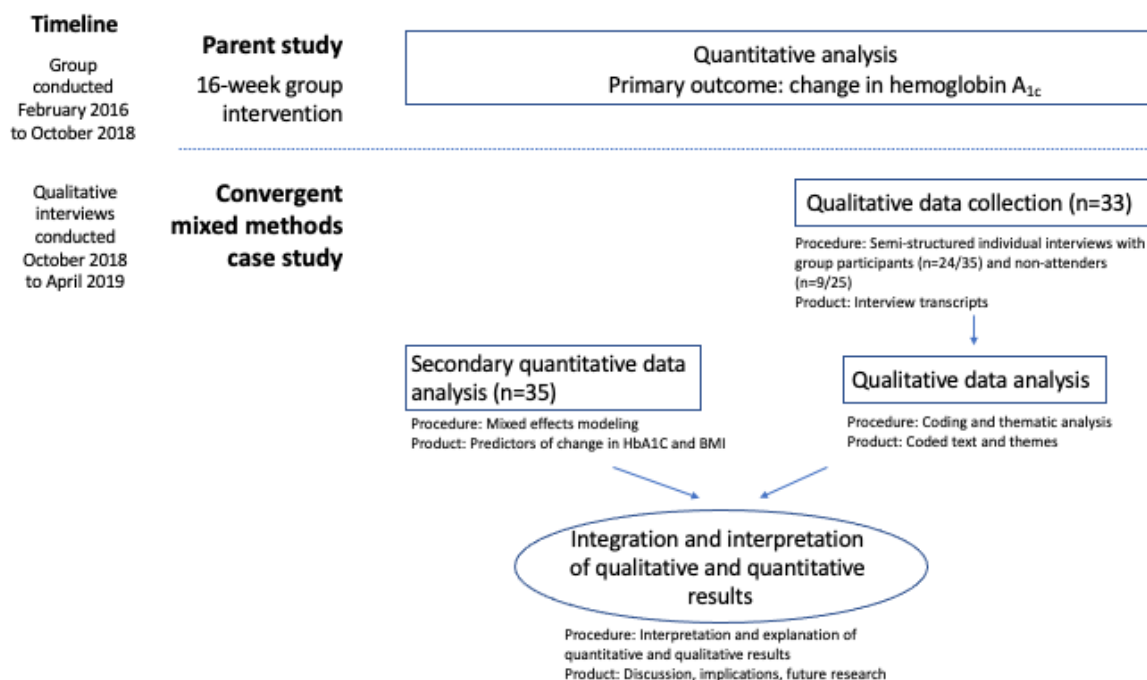 Timeline
Group
conducted
February 2016
to October 2018
Parent study
16-week group
intervention
Quantitative analysis
Primary outcome: change in hemoglobin A1c
Qualitative
interviews
conducted
October 2018
to April 2019
Convergent
mixed methods
case study
Qualitative data collection (n=33)
Procedure: Semi-structured individual interviews with
group participants (n=24/35) and non-attenders
(n=9/25)
Product: Interview transcripts
Secondary quantitative data
analysis (n=35)
Procedure: Mixed effects modeling
Product: Predictors of change in HbA1C and BMI
Qualitative data analysis
Procedure: Coding and thematic analysis
Product: Coded text and themes
Integration and interpretation
of qualitative and quantitative
results
Procedure: Interpretation and explanation of
quantitative and qualitative results
Product: Discussion, implications, future research